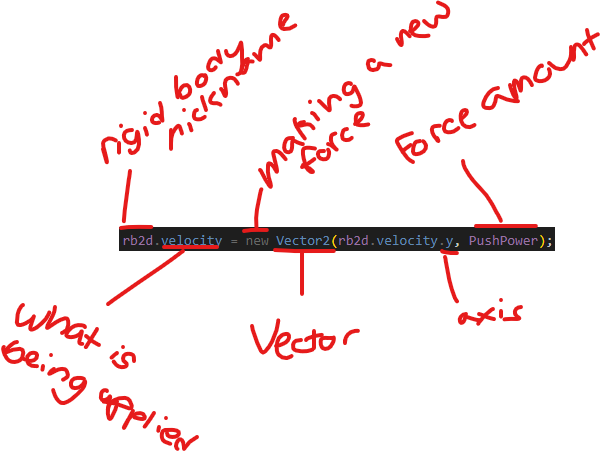 rigid body
nickname
making a new
force
Force amount
rb2d.velocity = new Vector2(rb2d.velocity.y, PushPower);
what is
being applied
Vector
axis